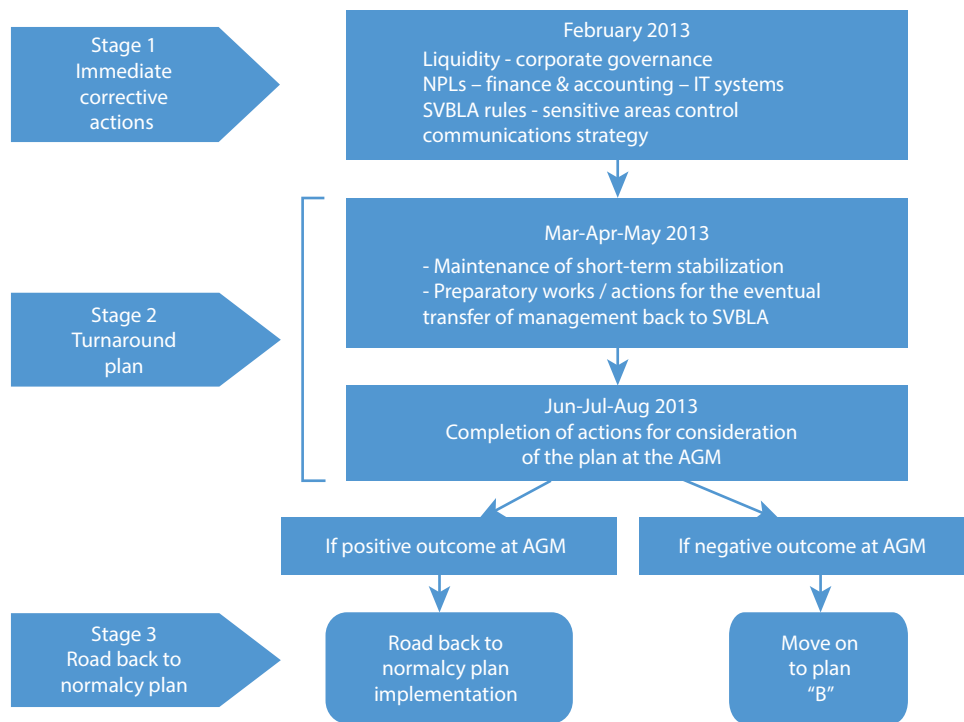 Stage 1
Immediate
corrective
actions
February 2013
Liquidity - corporate governance
NPLs – finance & accounting – IT systems
SVBLA rules - sensitive areas control
communications strategy
Stage 2
Turnaround
plan
Mar-Apr-May 2013
- Maintenance of short-term stabilization
- Preparatory works / actions for the eventual
transfer of management back to SVBLA
Jun-Jul-Aug 2013
Completion of actions for consideration
of the plan at the AGM
If positive outcome at AGM
If negative outcome at AGM
Stage 3
Road back to
normalcy plan
Road back to
normalcy plan
implementation
Move on
to plan
“B”